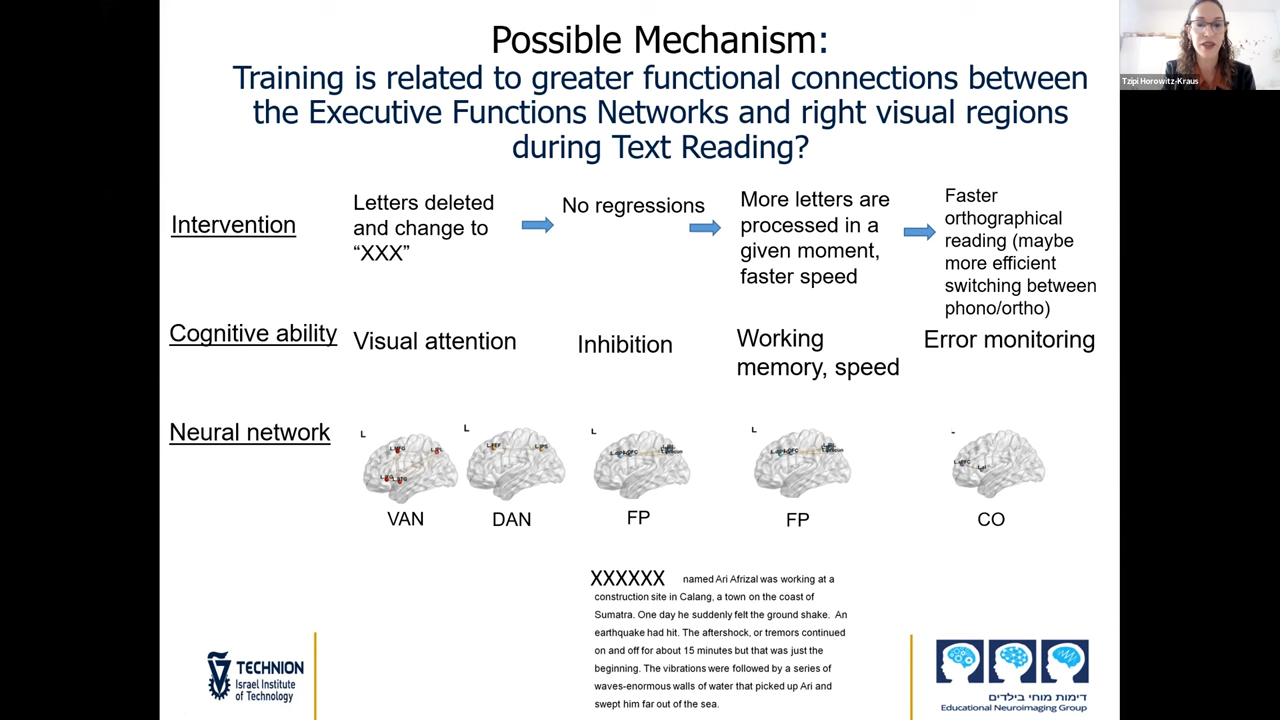 Possible Mechanism:
Training is related to greater functional connections between
the Executive Functions Networks and right visual regions
during Text Reading?
Tzipi Horowitz-Kraus
Intervention
Letters deleted
and change to
“XXX”
No regressions
More letters are
processed in a
given moment,
faster speed
Faster
orthographical
reading (maybe
more efficient
switching between
phono/ortho)
Cognitive ability
Visual attention
Inhibition
Working
memory, speed
Error monitoring
Neural network
L
L
L
L
VAN
DAN
FP
FP
CO
XXXXXX named Ari Afrizal was working at a
construction site in Calang, a town on the coast of
Sumatra. One day he suddenly felt the ground shake. An
earthquake had hit. The aftershock, or tremors continued
on and off for about 15 minutes but that was just the
beginning. The vibrations were followed by a series of
waves-enormous walls of water that picked up Ari and
swept him far out of the sea.
TECHNION
Israel Institute
of Technology
דימות מוחי בילדים
Educational Neuroimaging Group